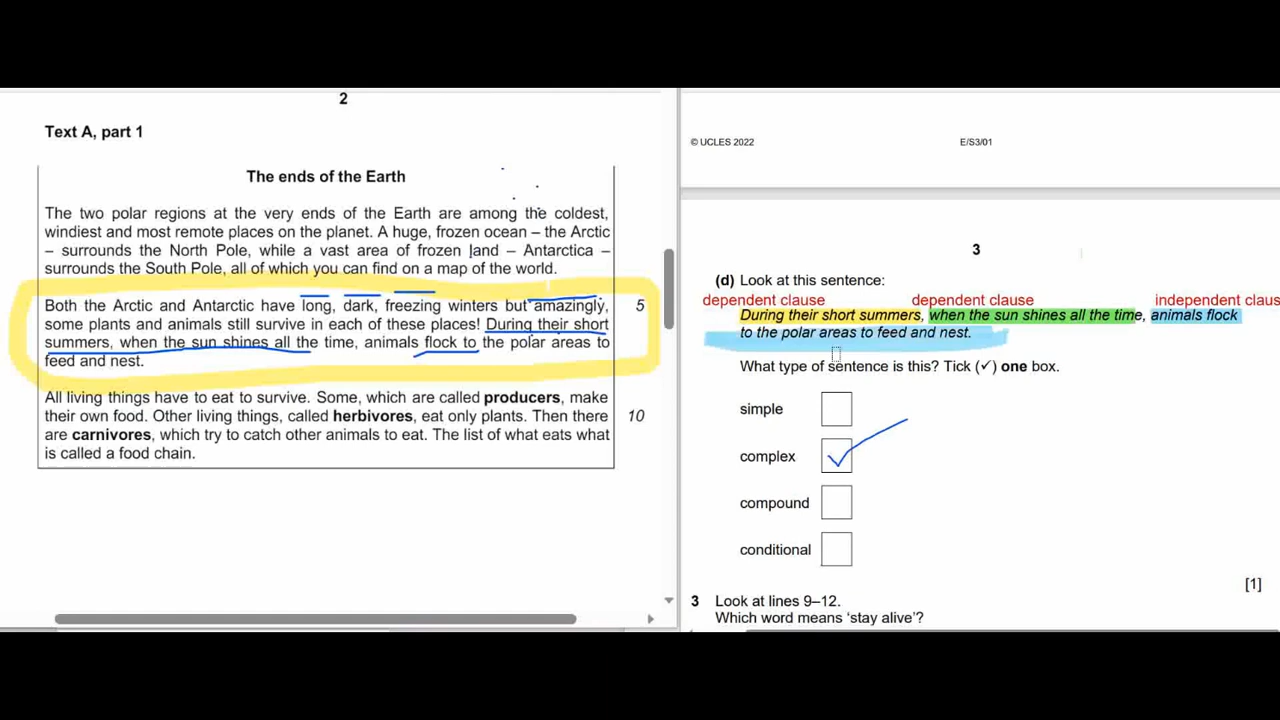 2
Text A, part 1
The ends of the Earth
The two polar regions at the very ends of the Earth are among the coldest,
windiest and most remote places on the planet. A huge, frozen ocean – the Arctic
– surrounds the North Pole, while a vast area of frozen land – Antarctica –
surrounds the South Pole, all of which you can find on a map of the world.
Both the Arctic and Antarctic have long, dark, freezing winters but amazingly, 5
some plants and animals still survive in each of these places! During their short
summers, when the sun shines all the time, animals flock to the polar areas to
feed and nest.
All living things have to eat to survive. Some, which are called producers, make
their own food. Other living things, called herbivores, eat only plants. Then there 10
are carnivores, which try to catch other animals to eat. The list of what eats what
is called a food chain.
© UCLES 2022 E/S3/01
3
(d) Look at this sentence:
dependent clause dependent clause independent claus
During their short summers, when the sun shines all the time, animals flock
to the polar areas to feed and nest.
What type of sentence is this? Tick (✓) one box.
simple
complex
compound
conditional
[1]
3 Look at lines 9–12.
Which word means ‘stay alive’?